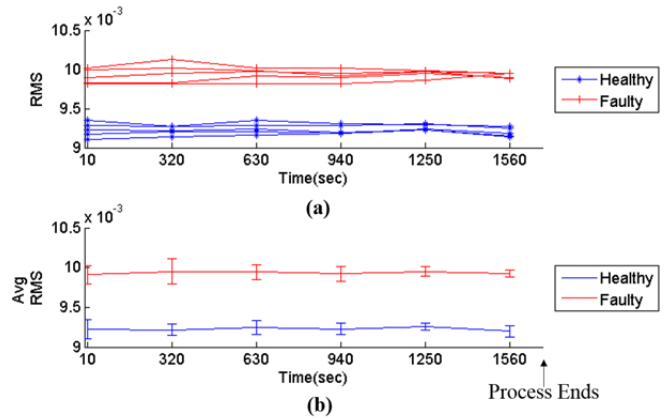 x 10⁻³
10.5
10
9.5
9
RMS
10 320 630 940 1250 1560
Time(sec)
Healthy
Faulty
(a)
x 10⁻³
10.5
10
9.5
9
Avg
RMS
10 320 630 940 1250 1560
Time(sec)
Healthy
Faulty
Process Ends
(b)